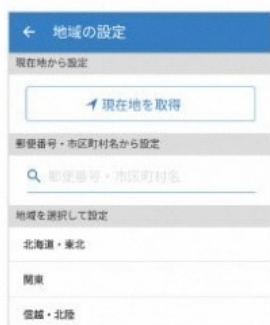 ← 地域の設定
現在地から設定
現在地を取得
郵便番号・市区町村名から設定
郵便番号・市区町村名
地域を選択して設定
北海道・東北
関東
信越・北陸